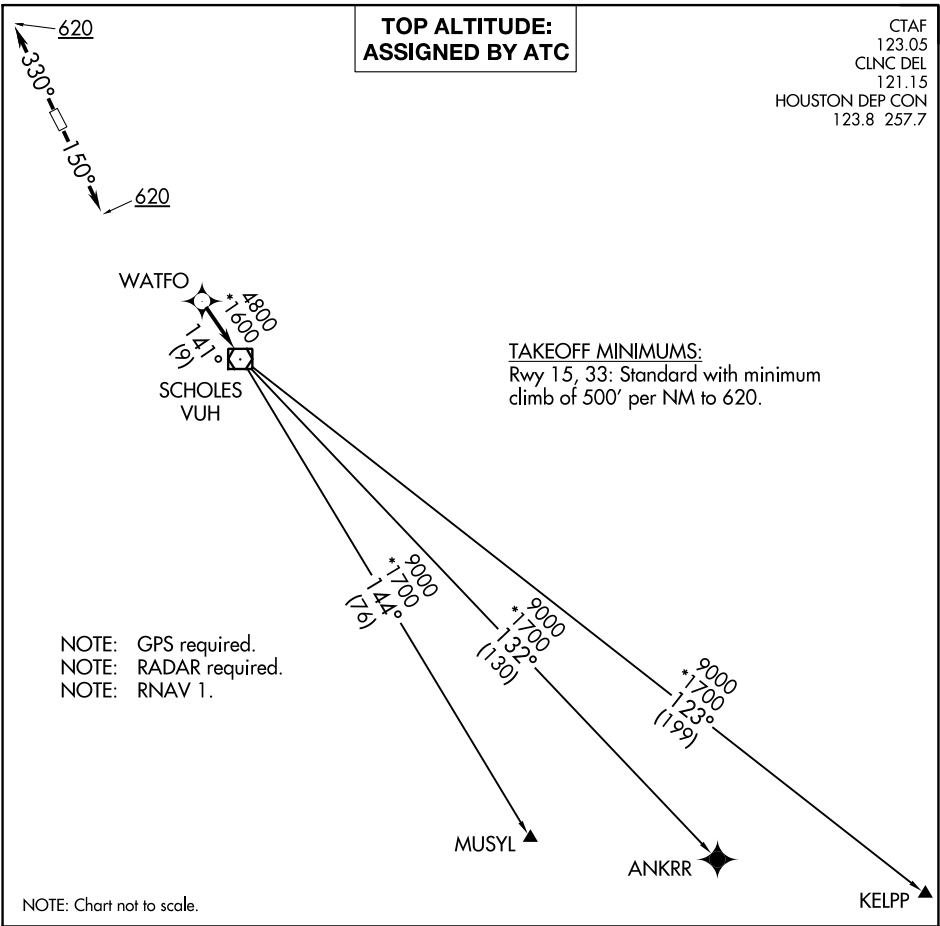 TOP ALTITUDE:
ASSIGNED BY ATC
CTAF
123.05
CLNC DEL
121.15
HOUSTON DEP CON
123.8 257.7
620
330°
150°
620
WATFO
4800
*1600
141°
(9)
SCHOLES
VUH
TAKEOFF MINIMUMS:
Rwy 15, 33: Standard with minimum
climb of 500' per NM to 620.
9000
*1700
144°
(76)
9000
*1700
132°
(130)
9000
*1700
123°
(199)
NOTE: GPS required.
NOTE: RADAR required.
NOTE: RNAV 1.
MUSYL
ANKRR
KELPP
NOTE: Chart not to scale.